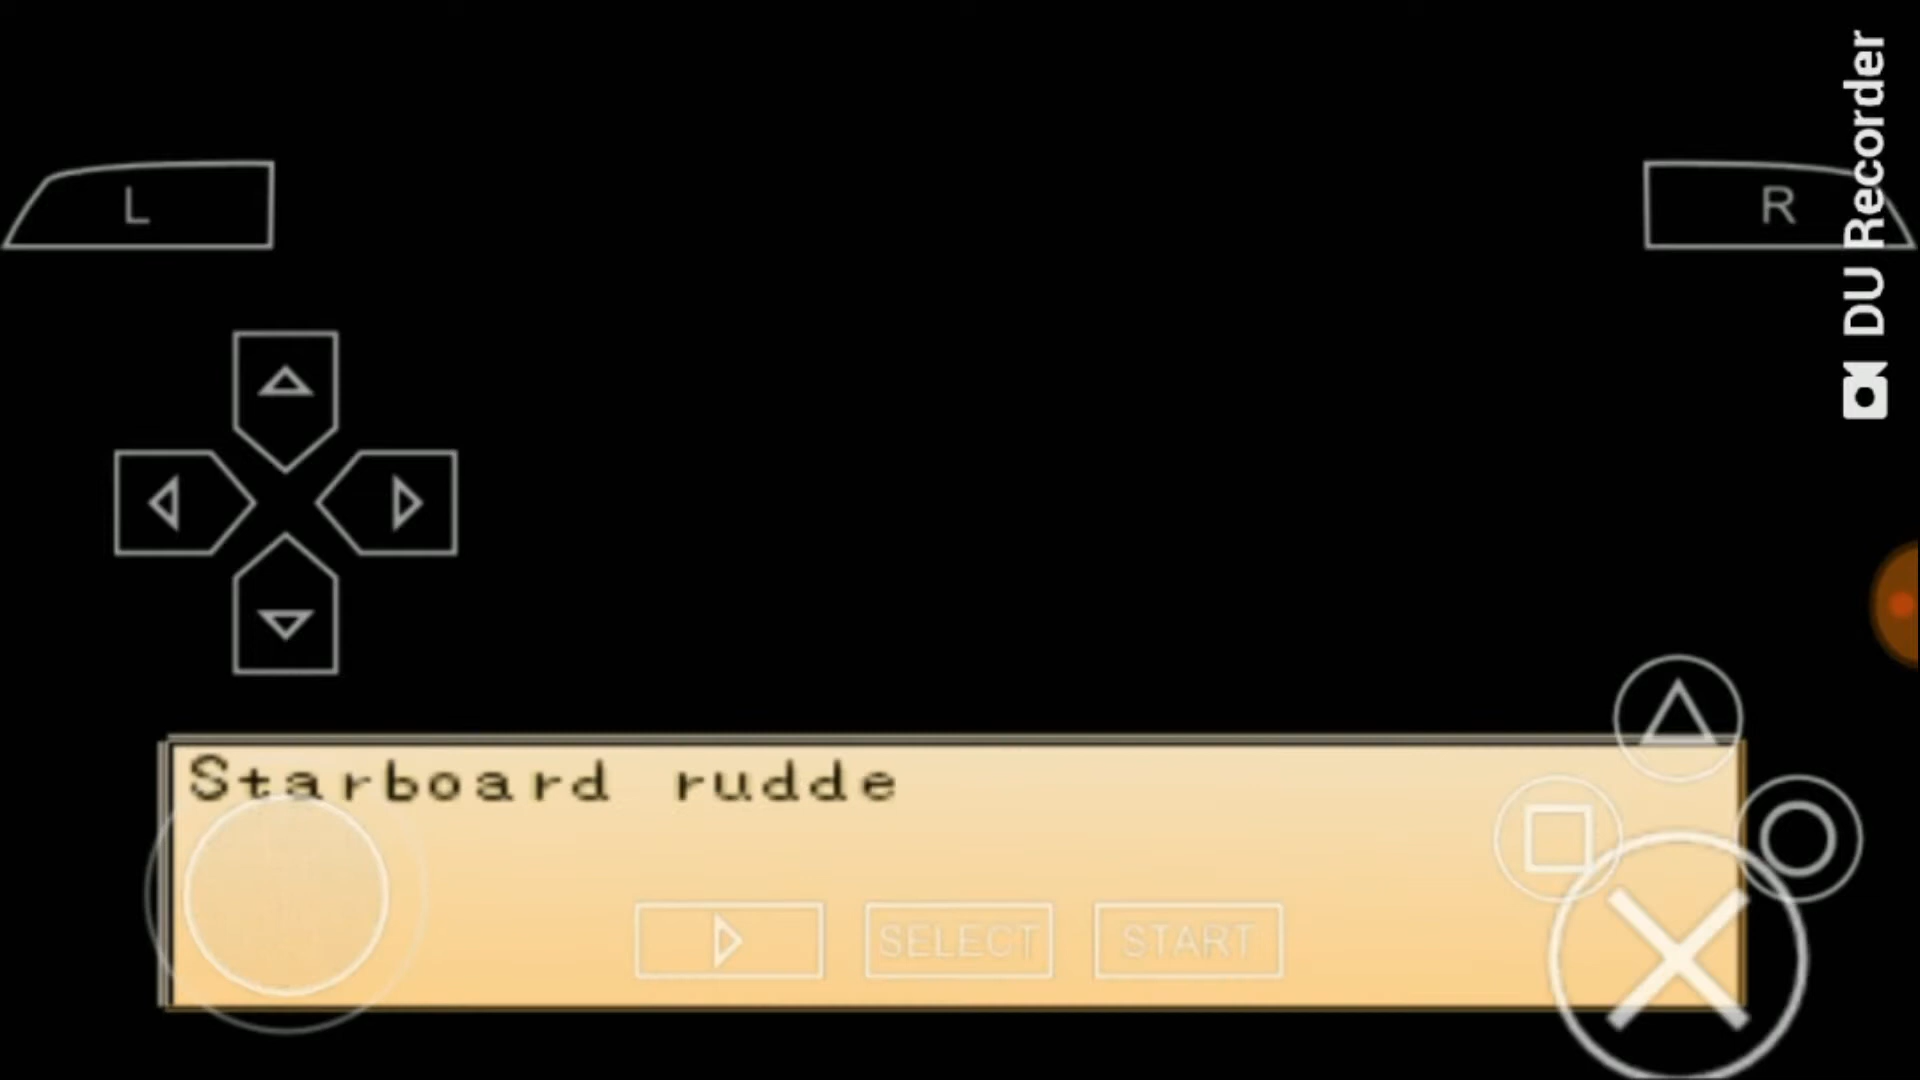 DU Recorder
L
R
Starboard rudde
SELECT
START